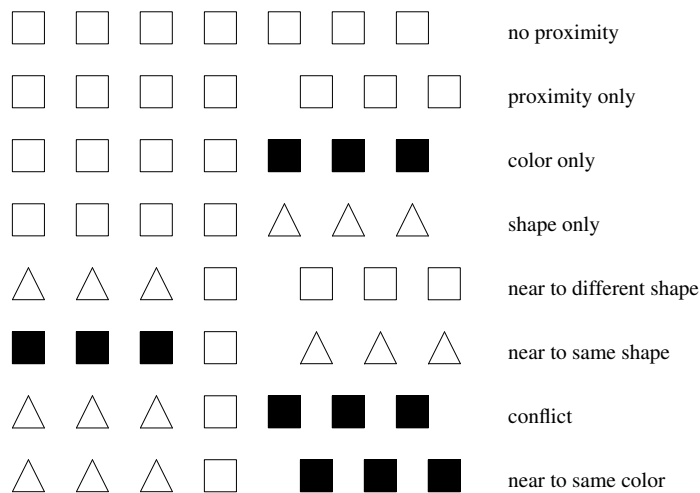 no proximity
proximity only
color only
shape only
near to different shape
near to same shape
conflict
near to same color